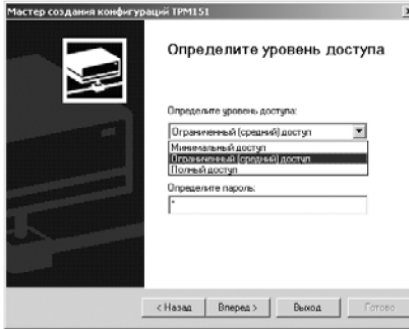 Мастер создания конфигураций ТРМ151
Определите уровень доступа
Определите уровень доступа:
Ограниченный (средний) доступ
Минимальный доступ
Ограниченный (средний) доступ
Полный доступ
Определите пароль:
*
< Назад Вперед > Выход Готово